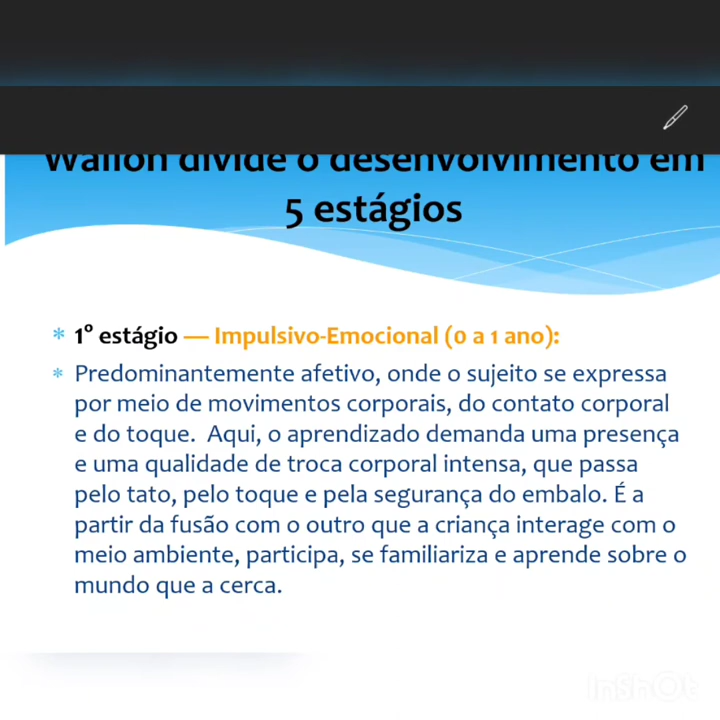 Wallon divide o desenvolvimento em
5 estágios
* 1º estágio — Impulsivo-Emocional (0 a 1 ano):
* Predominantemente afetivo, onde o sujeito se expressa
por meio de movimentos corporais, do contato corporal
e do toque. Aqui, o aprendizado demanda uma presença
e uma qualidade de troca corporal intensa, que passa
pelo tato, pelo toque e pela segurança do embalo. É a
partir da fusão com o outro que a criança interage com o
meio ambiente, participa, se familiariza e aprende sobre o
mundo que a cerca.
InShOt